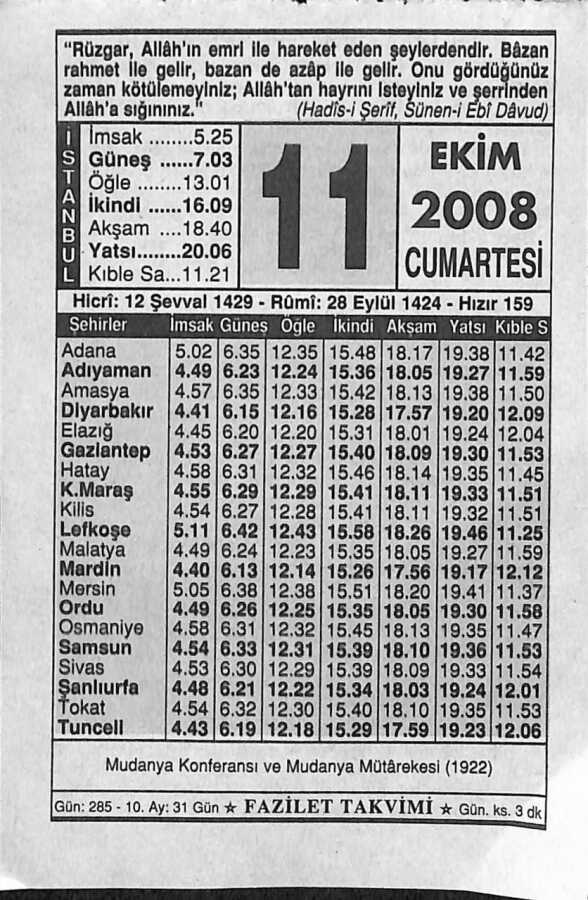 "Rüzgar, Allâh'ın emri ile hareket eden şeylerdendir. Bâzan
rahmet ile gelir, bazan de azâp ile gelir. Onu gördüğünüz
zaman kötülemeyiniz; Allâh'tan hayrını isteyiniz ve şerrinden
Allâh'a sığınınız." (Hadîs-i Şerîf, Sünen-i Ebî Dâvud)
İSTANBUL
İmsak ........5.25
Güneş ......7.03
Öğle ........13.01
İkindi ......16.09
Akşam ....18.40
Yatsı.......20.06
Kıble Sa...11.21
11
EKİM
2008
CUMARTESİ
Hicrî: 12 Şevval 1429 - Rûmî: 28 Eylül 1424 - Hızır 159
Şehirler İmsak Güneş Öğle İkindi Akşam Yatsı Kıble S
Adana 5.02 6.35 12.35 15.48 18.17 19.38 11.42
Adıyaman 4.49 6.23 12.24 15.36 18.05 19.27 11.59
Amasya 4.57 6.35 12.33 15.42 18.13 19.38 11.50
Diyarbakır 4.41 6.15 12.16 15.28 17.57 19.20 12.09
Elazığ 4.45 6.20 12.20 15.31 18.01 19.24 12.04
Gaziantep 4.53 6.27 12.27 15.40 18.09 19.30 11.53
Hatay 4.58 6.31 12.32 15.46 18.14 19.35 11.45
K.Maraş 4.55 6.29 12.29 15.41 18.11 19.33 11.51
Kilis 4.54 6.27 12.28 15.41 18.11 19.32 11.51
Lefkoşe 5.11 6.42 12.43 15.58 18.26 19.46 11.25
Malatya 4.49 6.24 12.23 15.35 18.05 19.27 11.59
Mardin 4.40 6.13 12.14 15.26 17.56 19.17 12.12
Mersin 5.05 6.38 12.38 15.51 18.20 19.41 11.37
Ordu 4.49 6.26 12.25 15.35 18.05 19.30 11.58
Osmaniye 4.58 6.31 12.32 15.45 18.13 19.35 11.47
Samsun 4.54 6.33 12.31 15.39 18.10 19.36 11.53
Sivas 4.53 6.30 12.29 15.39 18.09 19.33 11.54
Şanlıurfa 4.48 6.21 12.22 15.34 18.03 19.24 12.01
Tokat 4.54 6.32 12.30 15.40 18.10 19.35 11.53
Tunceli 4.43 6.19 12.18 15.29 17.59 19.23 12.06
Mudanya Konferansı ve Mudanya Mütârekesi (1922)
Gün: 285 - 10. Ay: 31 Gün ☆ FAZİLET TAKVİMİ ☆ Gün. ks. 3 dk